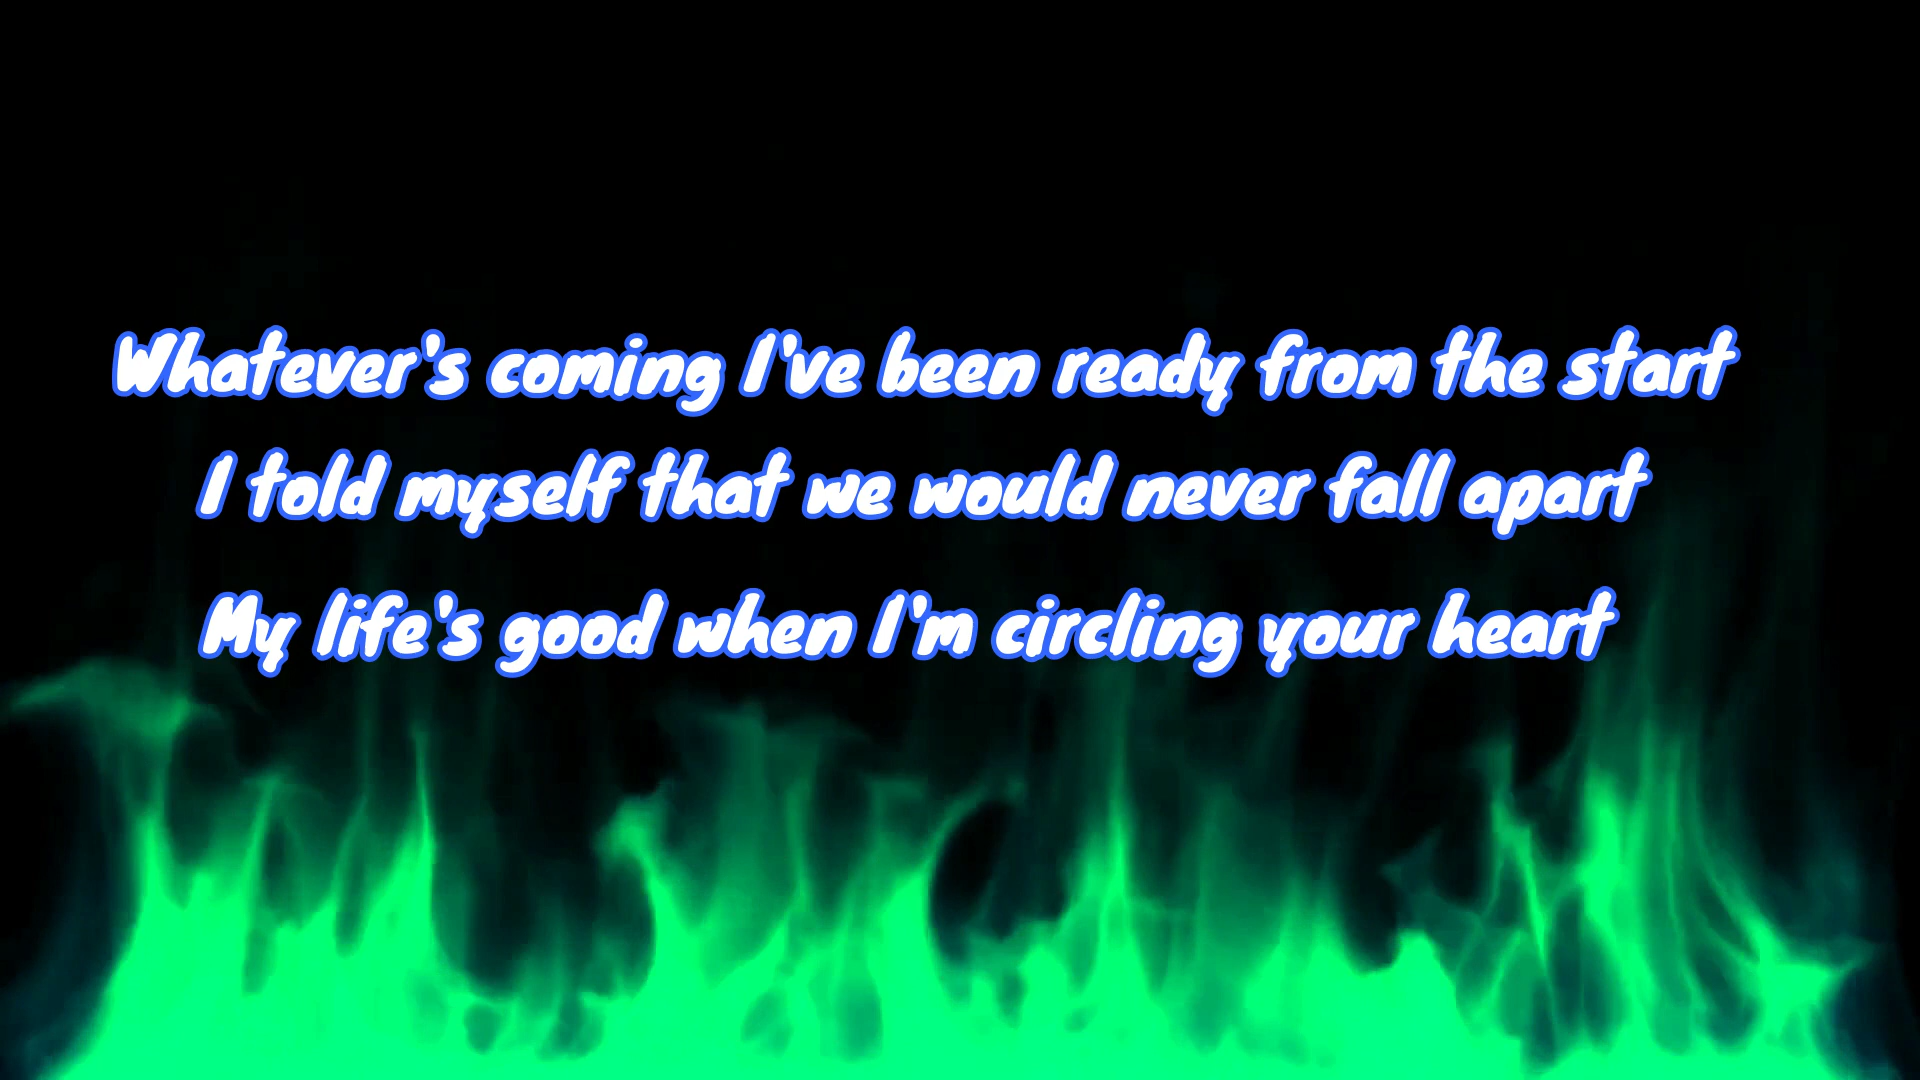 Whatever's coming I've been ready from the start
I told myself that we would never fall apart
My life's good when I'm circling your heart